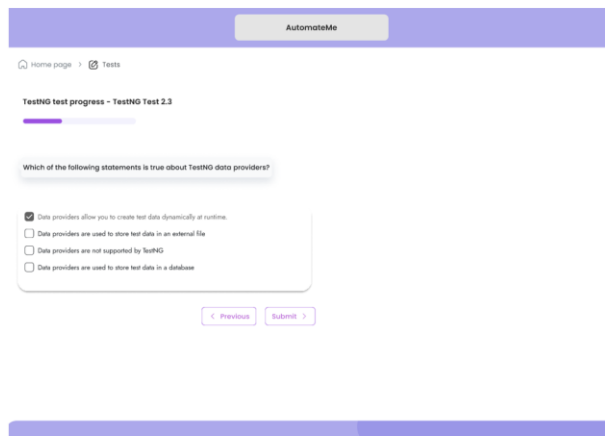 AutomateMe
Home page > Tests
TestNG test progress - TestNG Test 2.3
Which of the following statements is true about TestNG data providers?
Data providers allow you to create test data dynamically at runtime.
Data providers are used to store test data in an external file
Data providers are not supported by TestNG
Data providers are used to store test data in a database
< Previous Submit >